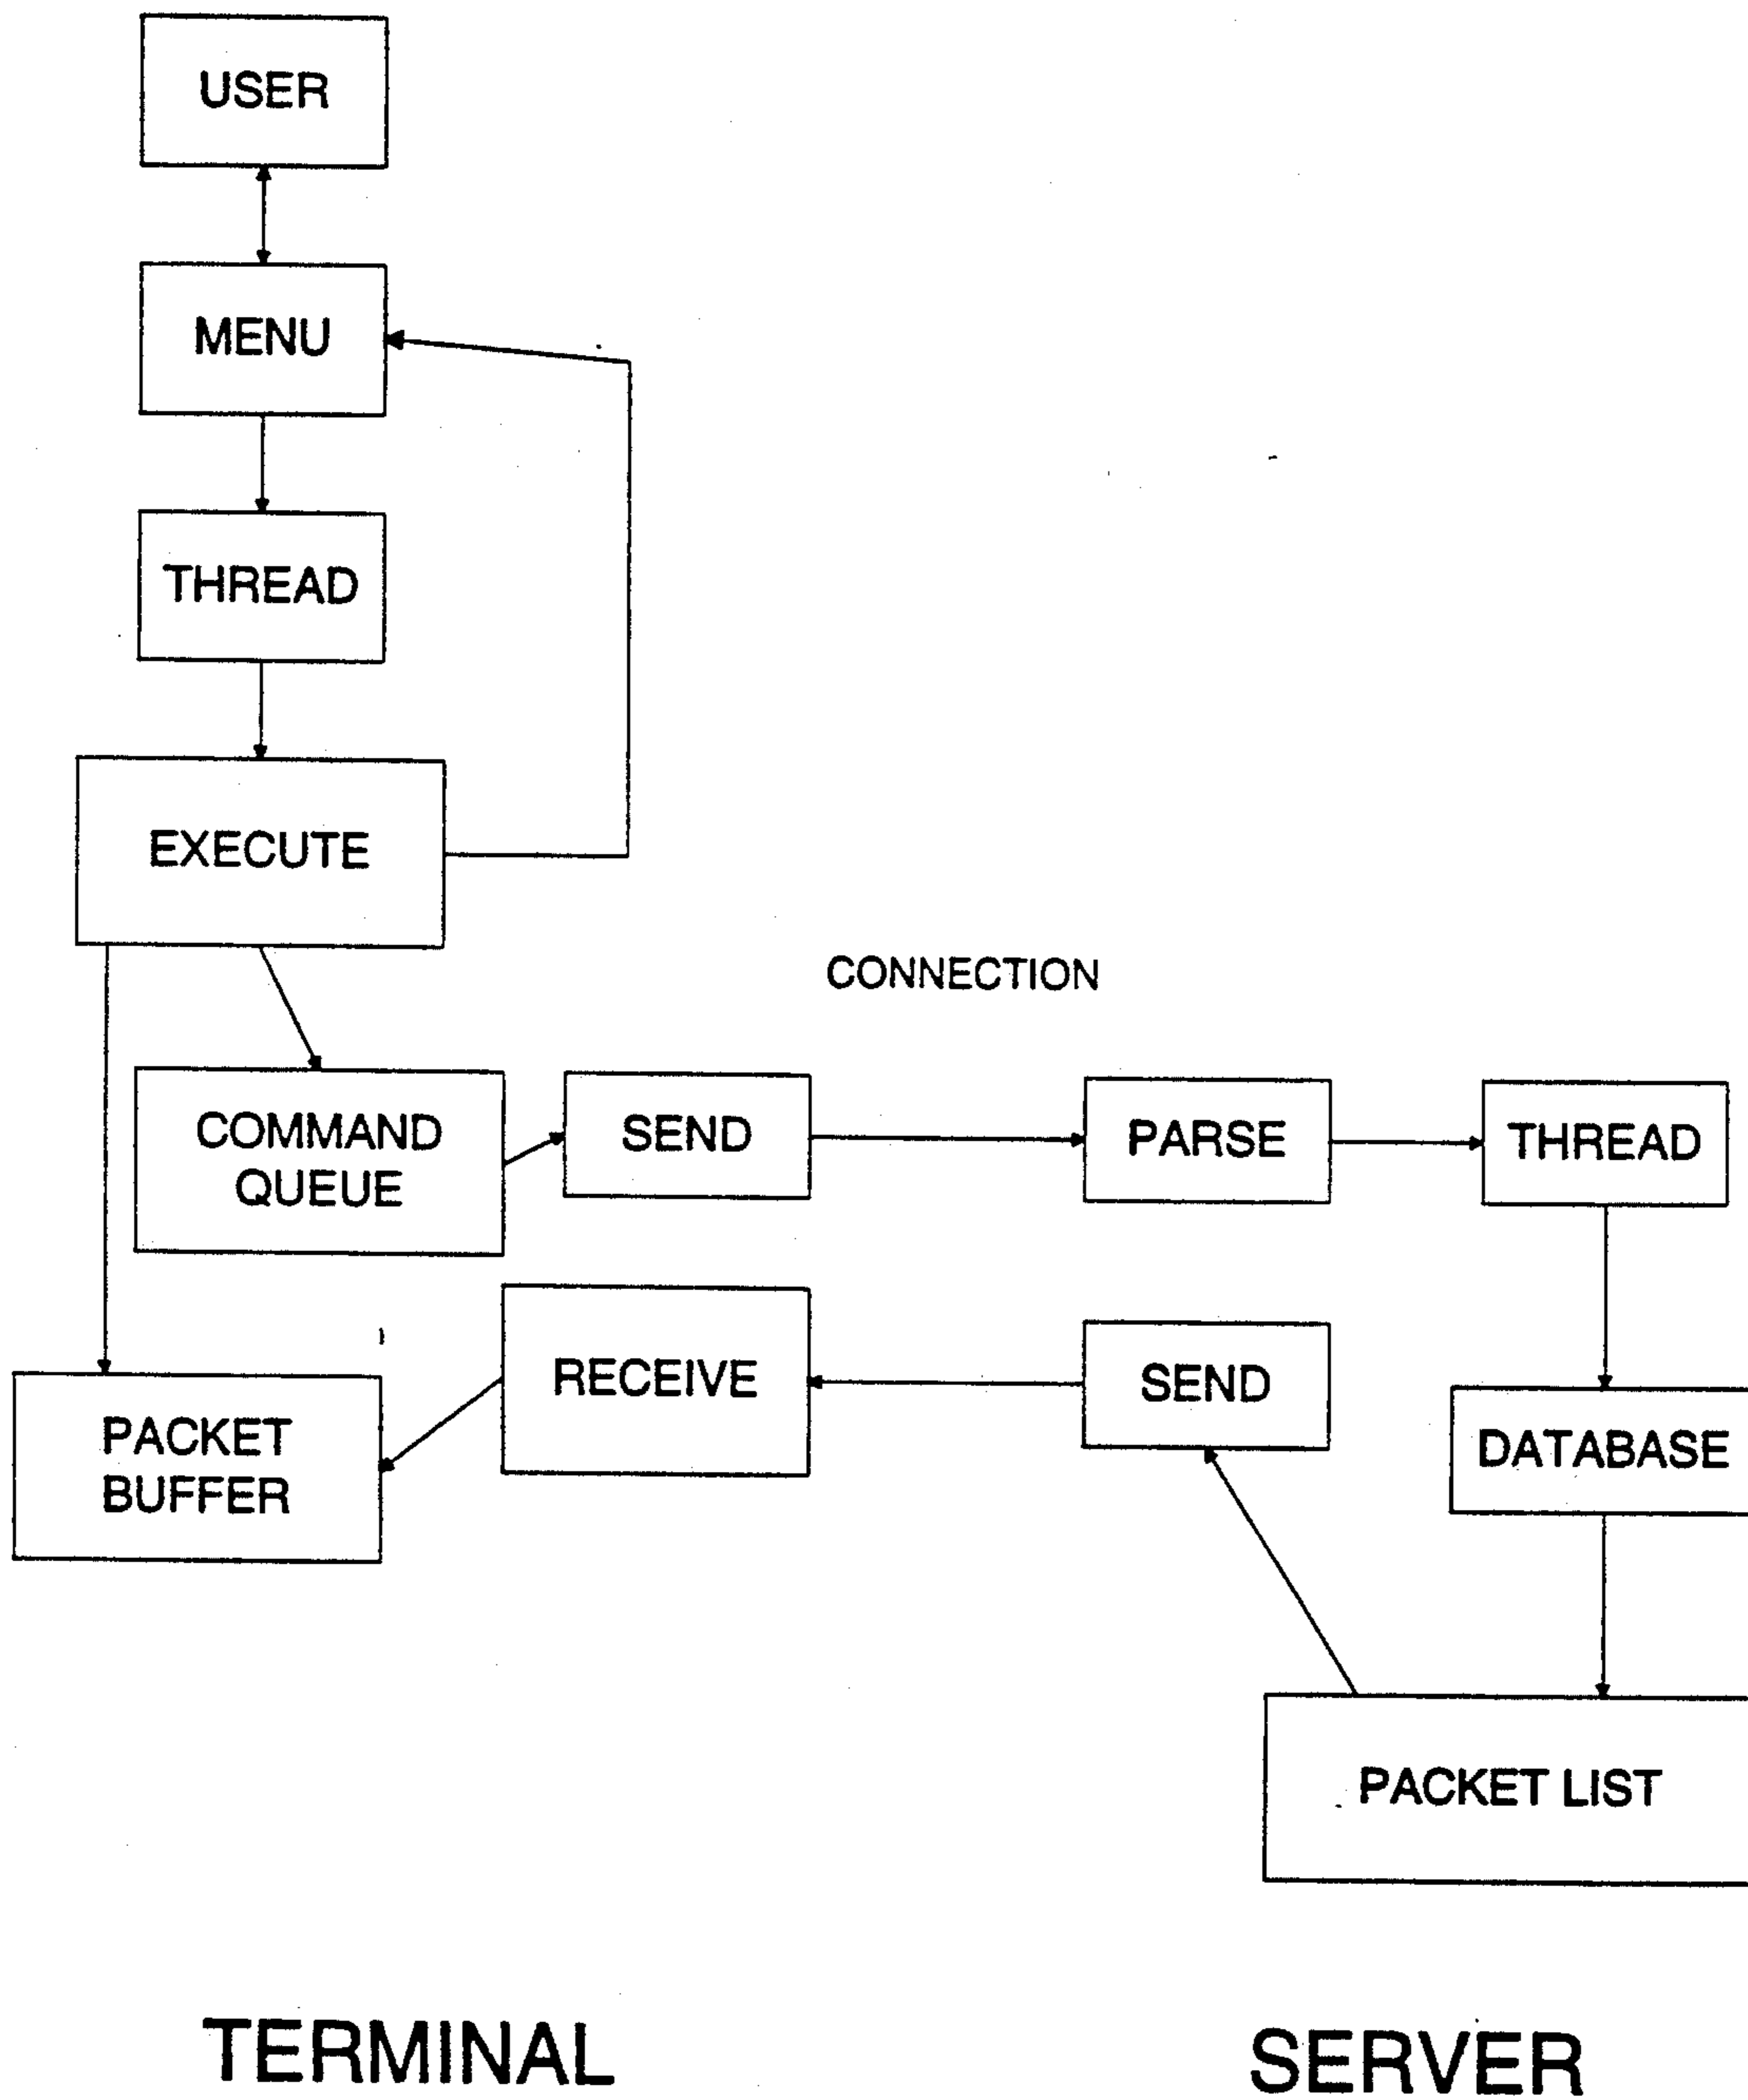 USER
MENU
THREAD
EXECUTE
CONNECTION
COMMAND
QUEUE
SEND
PARSE
THREAD
RECEIVE
SEND
PACKET
BUFFER
DATABASE
PACKET LIST
TERMINAL
SERVER